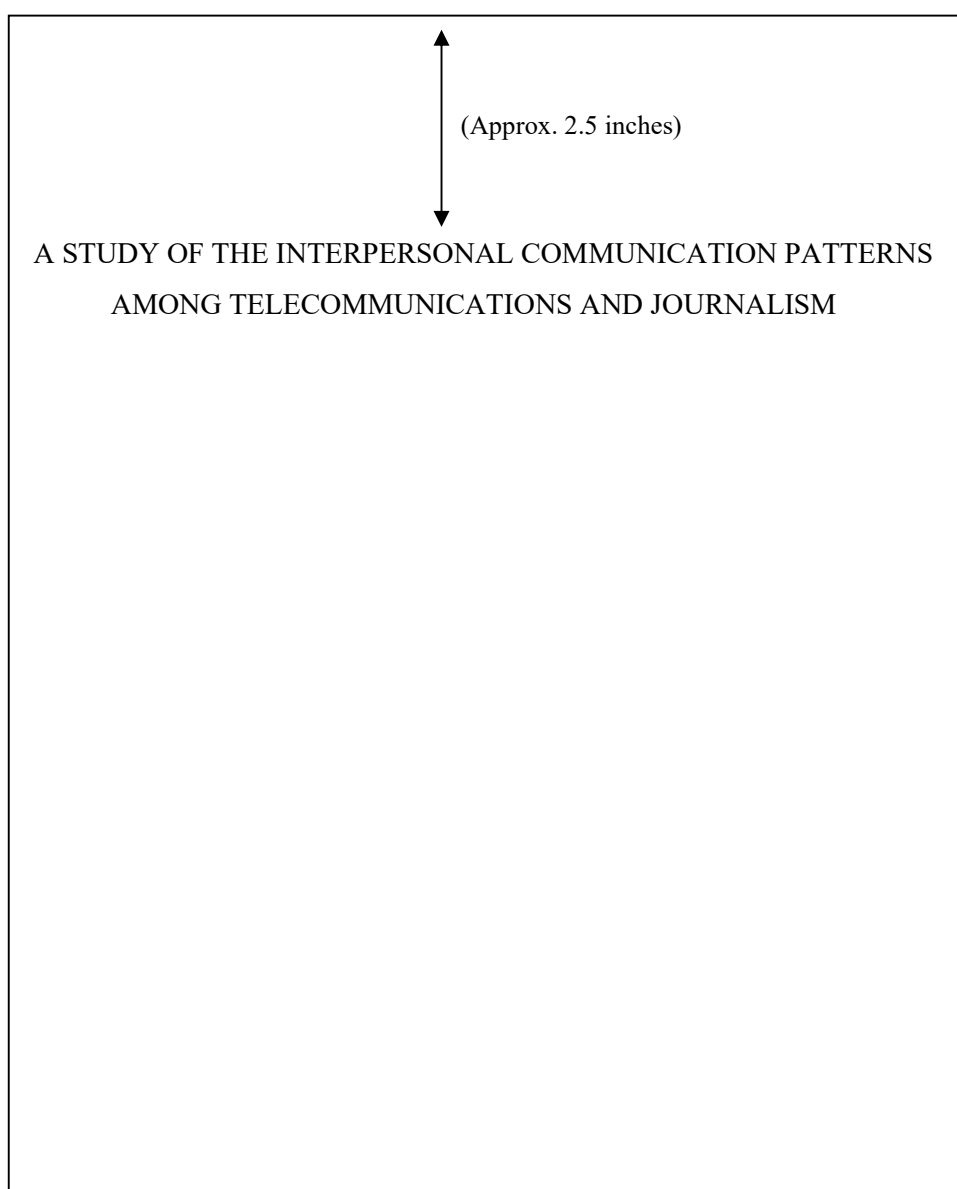 (Approx. 2.5 inches)
A STUDY OF THE INTERPERSONAL COMMUNICATION PATTERNS
AMONG TELECOMMUNICATIONS AND JOURNALISM